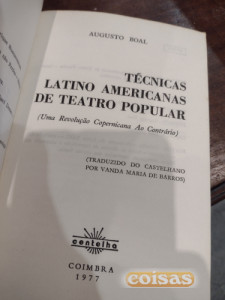 AUGUSTO BOAL
TÉCNICAS
LATINO AMERICANAS
DE TEATRO POPULAR
(Uma Revolução Copernicana Ao Contrário)
(TRADUZIDO DO CASTELHANO
POR VANDA MARIA DE BARROS)
centelha
COIMBRA
1977
coisas